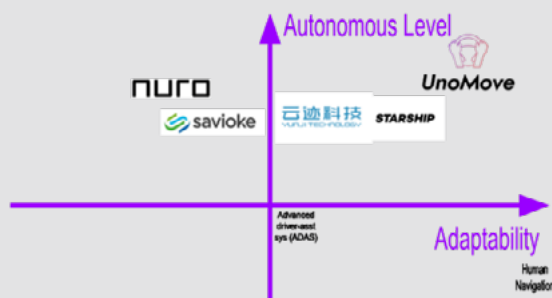 Autonomous Level
UnoMove
nuro
savioke
云迹科技
YUNJI TECHNOLOGY
STARSHIP
Advanced
driver-asst
sys (ADAS)
Adaptability
Human
Navigation